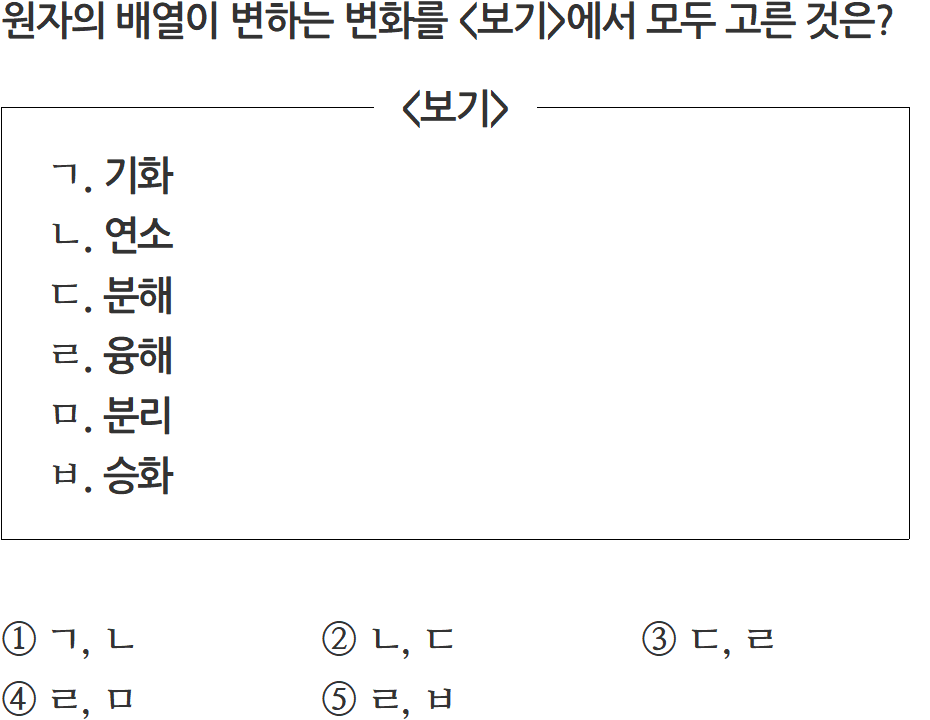 원자의 배열이 변하는 변화를 <보기>에서 모두 고른 것은?
<보기>
ㄱ. 기화
ㄴ. 연소
ㄷ. 분해
ㄹ. 융해
ㅁ. 분리
ㅂ. 승화
① ㄱ, ㄴ ② ㄴ, ㄷ ③ ㄷ, ㄹ
④ ㄹ, ㅁ ⑤ ㄹ, ㅂ